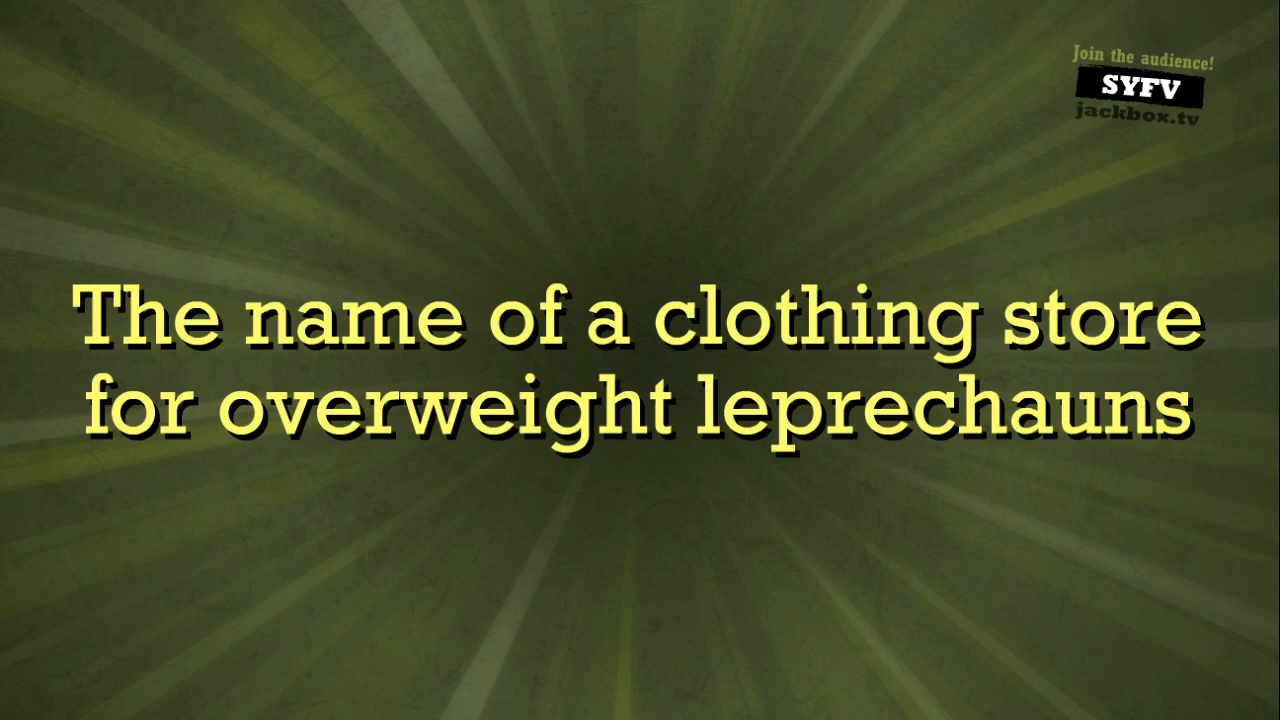 Join the audience!
SYFV
jackbox.tv
The name of a clothing store
for overweight leprechauns